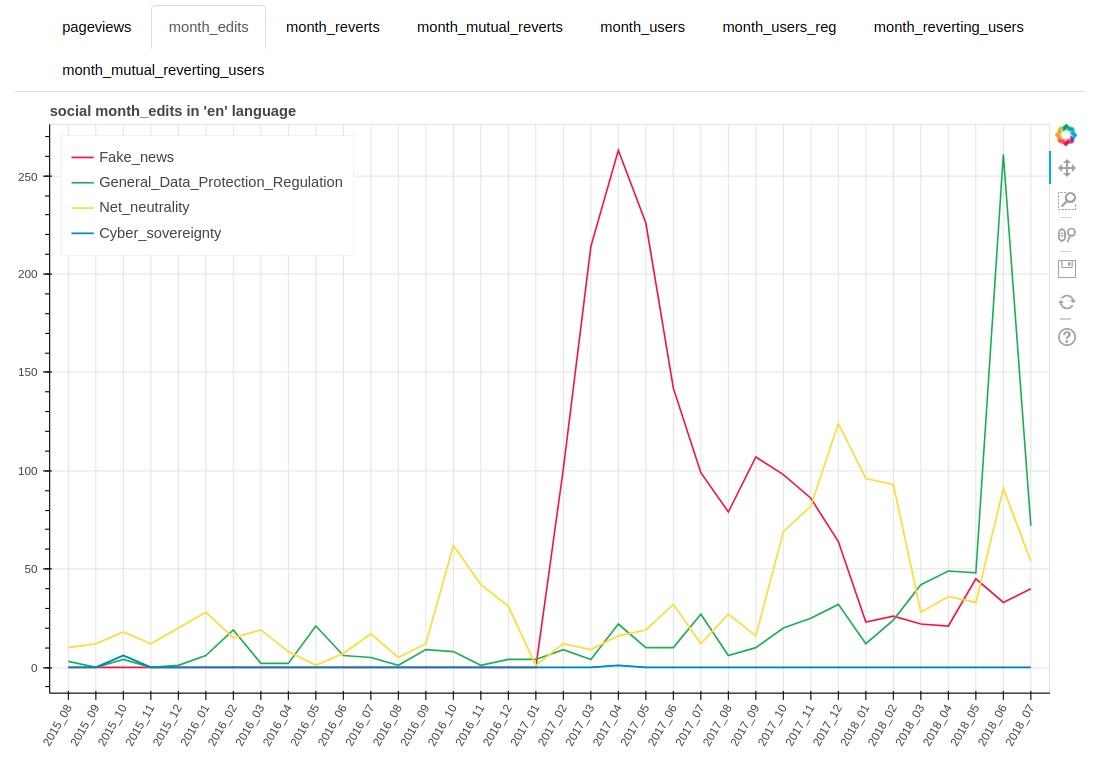 pageviews month_edits month_reverts month_mutual_reverts month_users month_users_reg month_reverting_users
month_mutual_reverting_users
social month_edits in 'en' language
Fake_news
General_Data_Protection_Regulation
Net_neutrality
Cyber_sovereignty
250
200
150
100
50
0
2015_08 2015_09 2015_10 2015_11 2015_12 2016_01 2016_02 2016_03 2016_04 2016_05 2016_06 2016_07 2016_08 2016_09 2016_10 2016_11 2016_12 2017_01 2017_02 2017_03 2017_04 2017_05 2017_06 2017_07 2017_08 2017_09 2017_10 2017_11 2017_12 2018_01 2018_02 2018_03 2018_04 2018_05 2018_06 2018_07